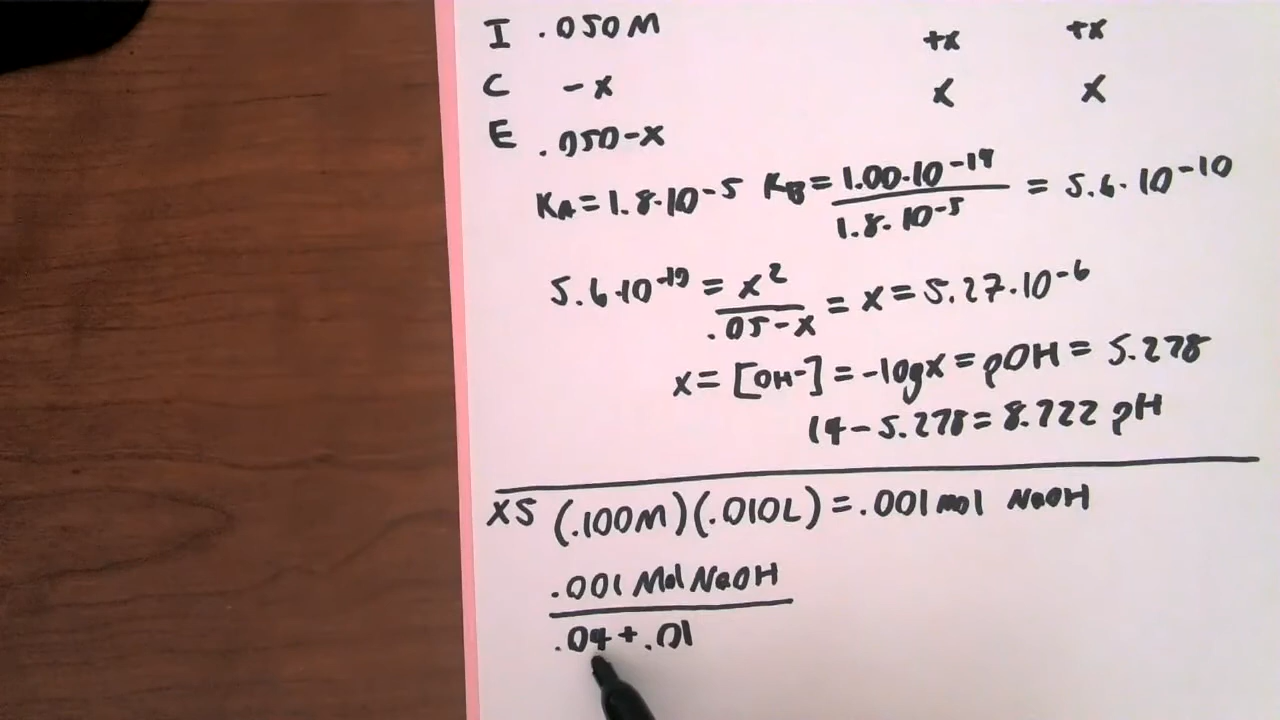 I .050M +x +x
C -x x x
E .050-x
KA=1.8·10-5 KB=1.00·10-14/1.8·10-5 = 5.6·10-10
5.6·10-10 = x2/.05-x = x=5.27·10-6
x=[OH-]=-logx=pOH=5.278
14-5.278=8.722 pH
XS (.100M)(.010L)=.001mol NaOH
.001 Mol NaOH
.04+.01